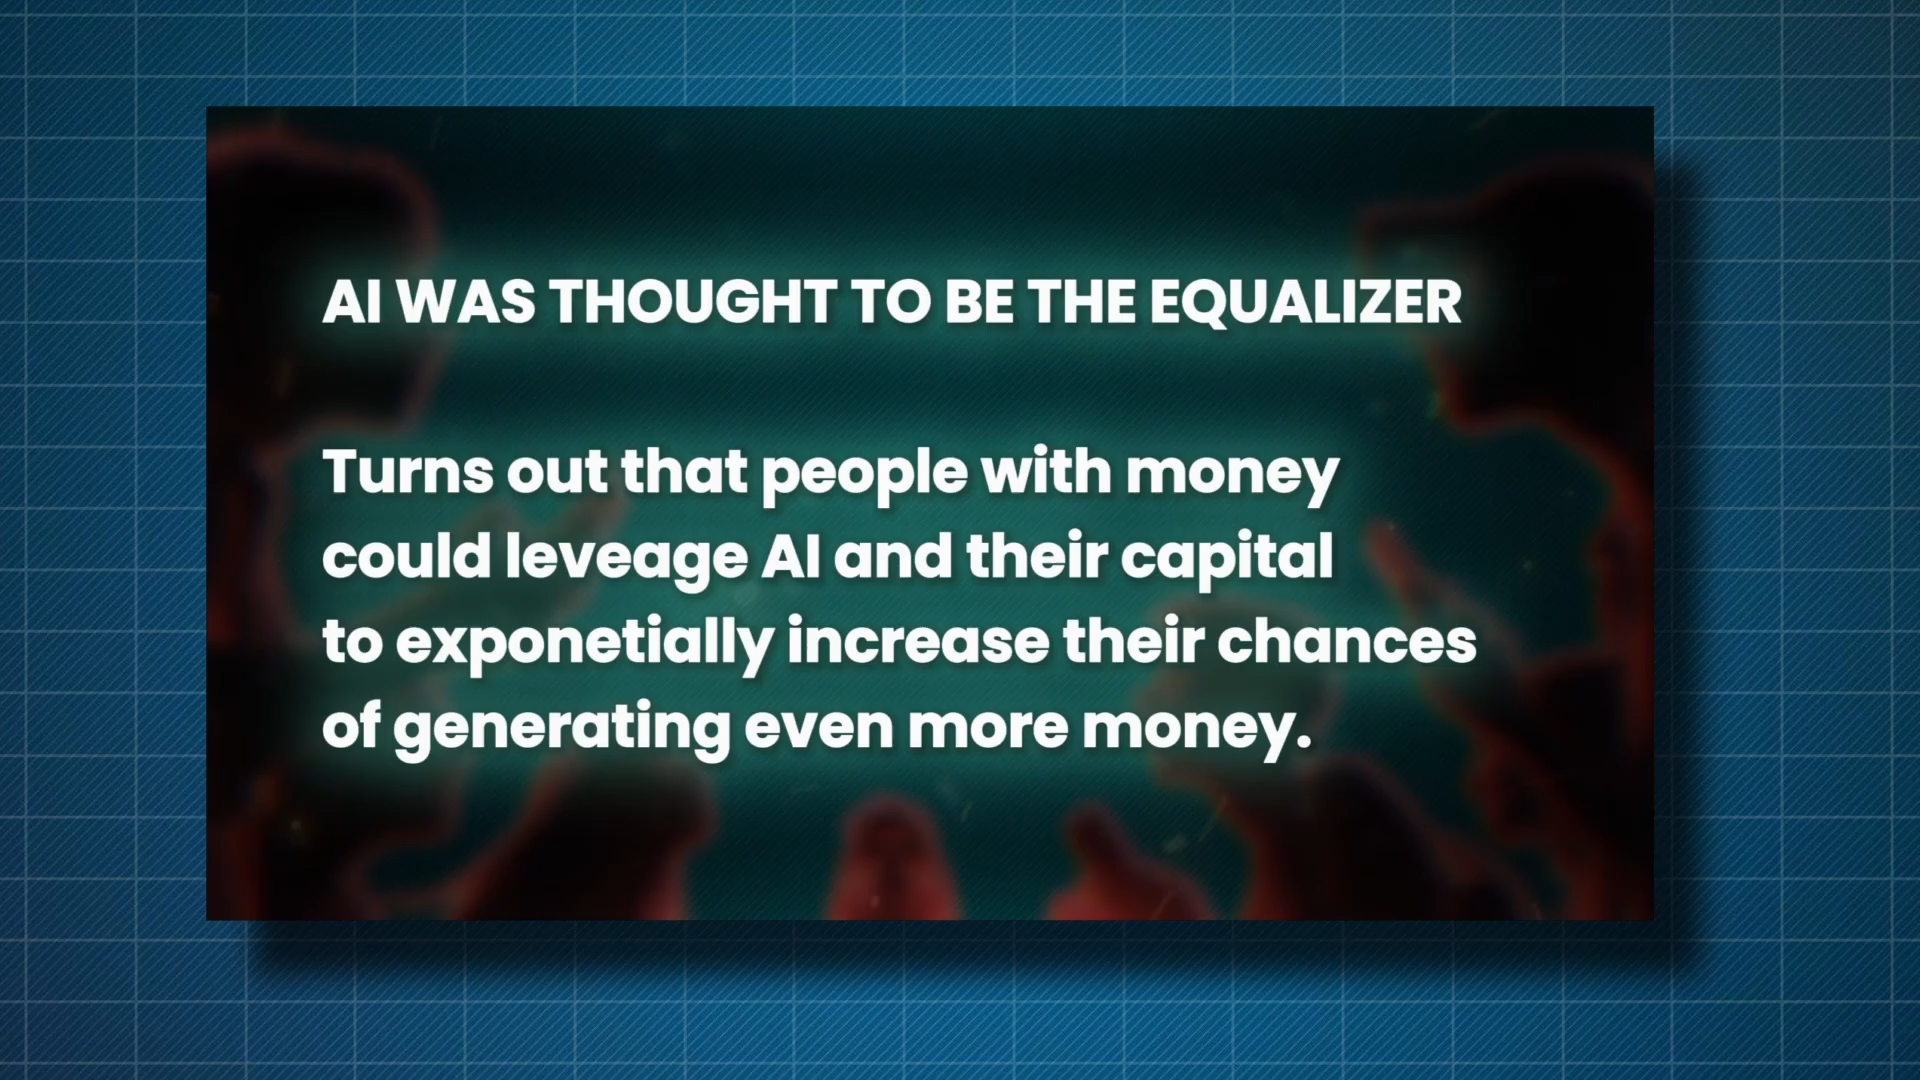 AI WAS THOUGHT TO BE THE EQUALIZER
Turns out that people with money
could leveage AI and their capital
to exponetially increase their chances
of generating even more money.